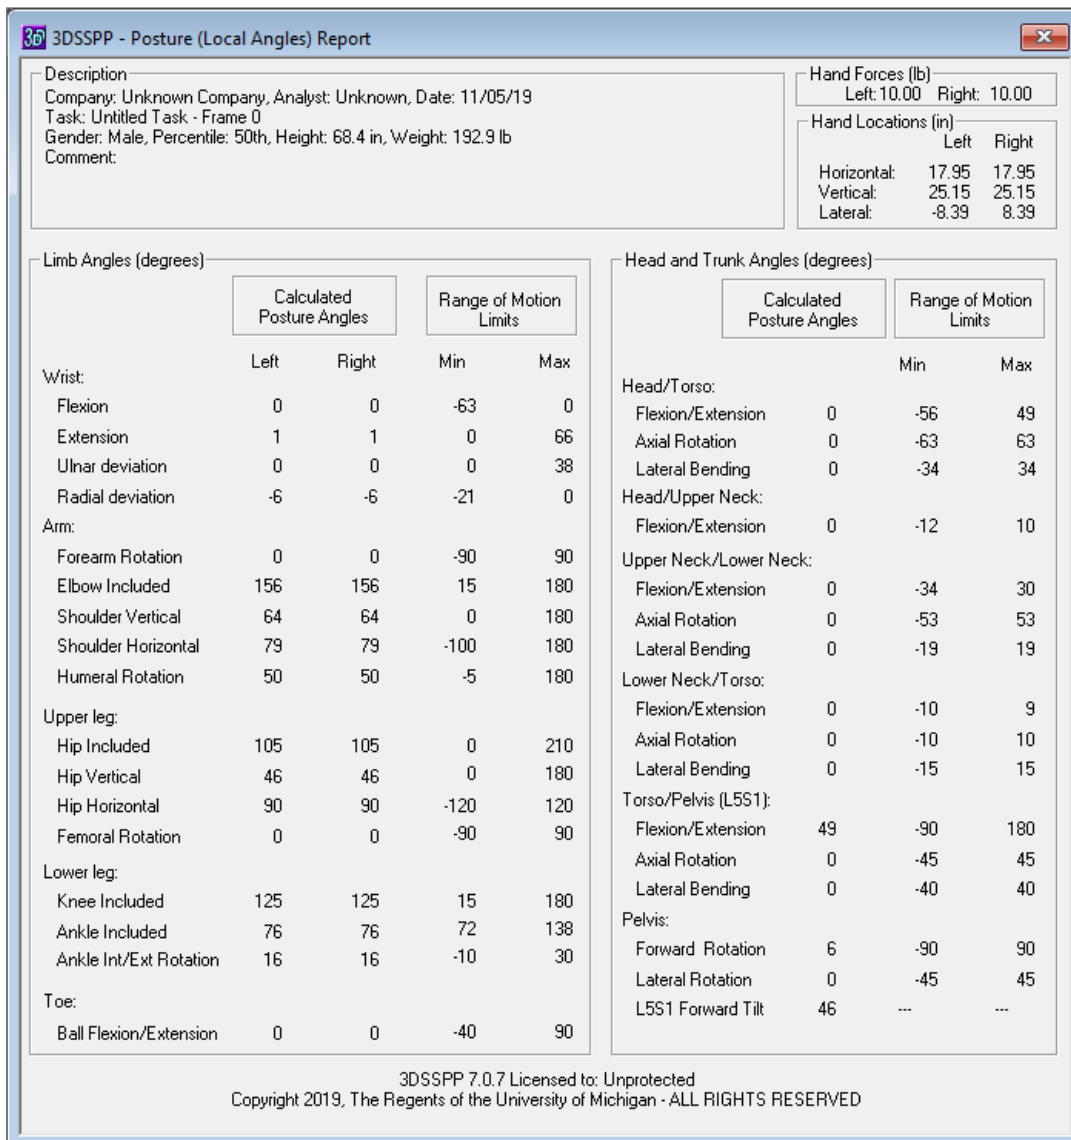 3D 3DSSPP - Posture (Local Angles) Report
Description
Company: Unknown Company, Analyst: Unknown, Date: 11/05/19
Task: Untitled Task - Frame 0
Gender: Male, Percentile: 50th, Height: 68.4 in, Weight: 192.9 lb
Comment:
Hand Forces (lb)
Left: 10.00 Right: 10.00
Hand Locations (in)
Left Right
Horizontal: 17.95 17.95
Vertical: 25.15 25.15
Lateral: -8.39 8.39
Limb Angles (degrees)
Calculated
Posture Angles
Range of Motion
Limits
Left Right Min Max
Wrist:
Flexion 0 0 -63 0
Extension 1 1 0 66
Ulnar deviation 0 0 0 38
Radial deviation -6 -6 -21 0
Arm:
Forearm Rotation 0 0 -90 90
Elbow Included 156 156 15 180
Shoulder Vertical 64 64 0 180
Shoulder Horizontal 79 79 -100 180
Humeral Rotation 50 50 -5 180
Upper leg:
Hip Included 105 105 0 210
Hip Vertical 46 46 0 180
Hip Horizontal 90 90 -120 120
Femoral Rotation 0 0 -90 90
Lower leg:
Knee Included 125 125 15 180
Ankle Included 76 76 72 138
Ankle Int/Ext Rotation 16 16 -10 30
Toe:
Ball Flexion/Extension 0 0 -40 90
Head and Trunk Angles (degrees)
Calculated
Posture Angles
Range of Motion
Limits
Min Max
Head/Torso:
Flexion/Extension 0 -56 49
Axial Rotation 0 -63 63
Lateral Bending 0 -34 34
Head/Upper Neck:
Flexion/Extension 0 -12 10
Upper Neck/Lower Neck:
Flexion/Extension 0 -34 30
Axial Rotation 0 -53 53
Lateral Bending 0 -19 19
Lower Neck/Torso:
Flexion/Extension 0 -10 9
Axial Rotation 0 -10 10
Lateral Bending 0 -15 15
Torso/Pelvis (L5S1):
Flexion/Extension 49 -90 180
Axial Rotation 0 -45 45
Lateral Bending 0 -40 40
Pelvis:
Forward Rotation 6 -90 90
Lateral Rotation 0 -45 45
L5S1 Forward Tilt 46 --- ---
3DSSPP 7.0.7 Licensed to: Unprotected
Copyright 2019, The Regents of the University of Michigan - ALL RIGHTS RESERVED